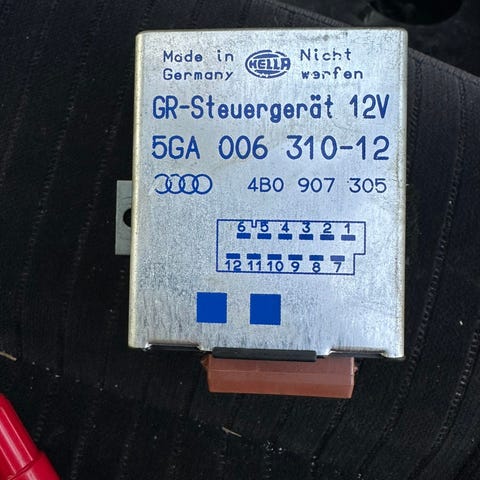 Made in HELLA Nicht
Germany werfen
GR-Steuergerät 12V
5GA 006 310-12
4B0 907 305
6 5 4 3 2 1
12 11 10 9 8 7